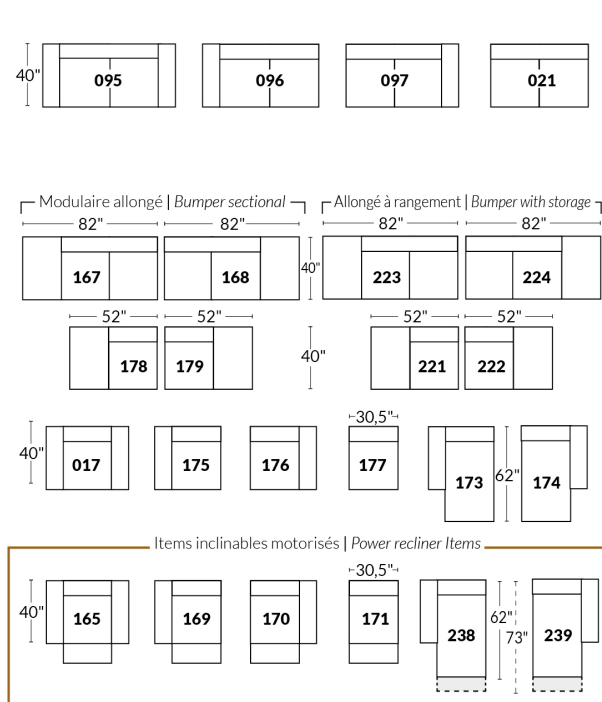 40" 095 096 097 021
Modulaire allongé | Bumper sectional Allongé à rangement | Bumper with storage
82" 82" 82" 82"
167 168 40" 223 224
52" 52" 52" 52"
178 179 40" 221 222
30,5"
40" 017 175 176 177 173 62" 174
Items inclinables motorisés | Power recliner Items
30,5"
40" 165 169 170 171 238 62" 73" 239